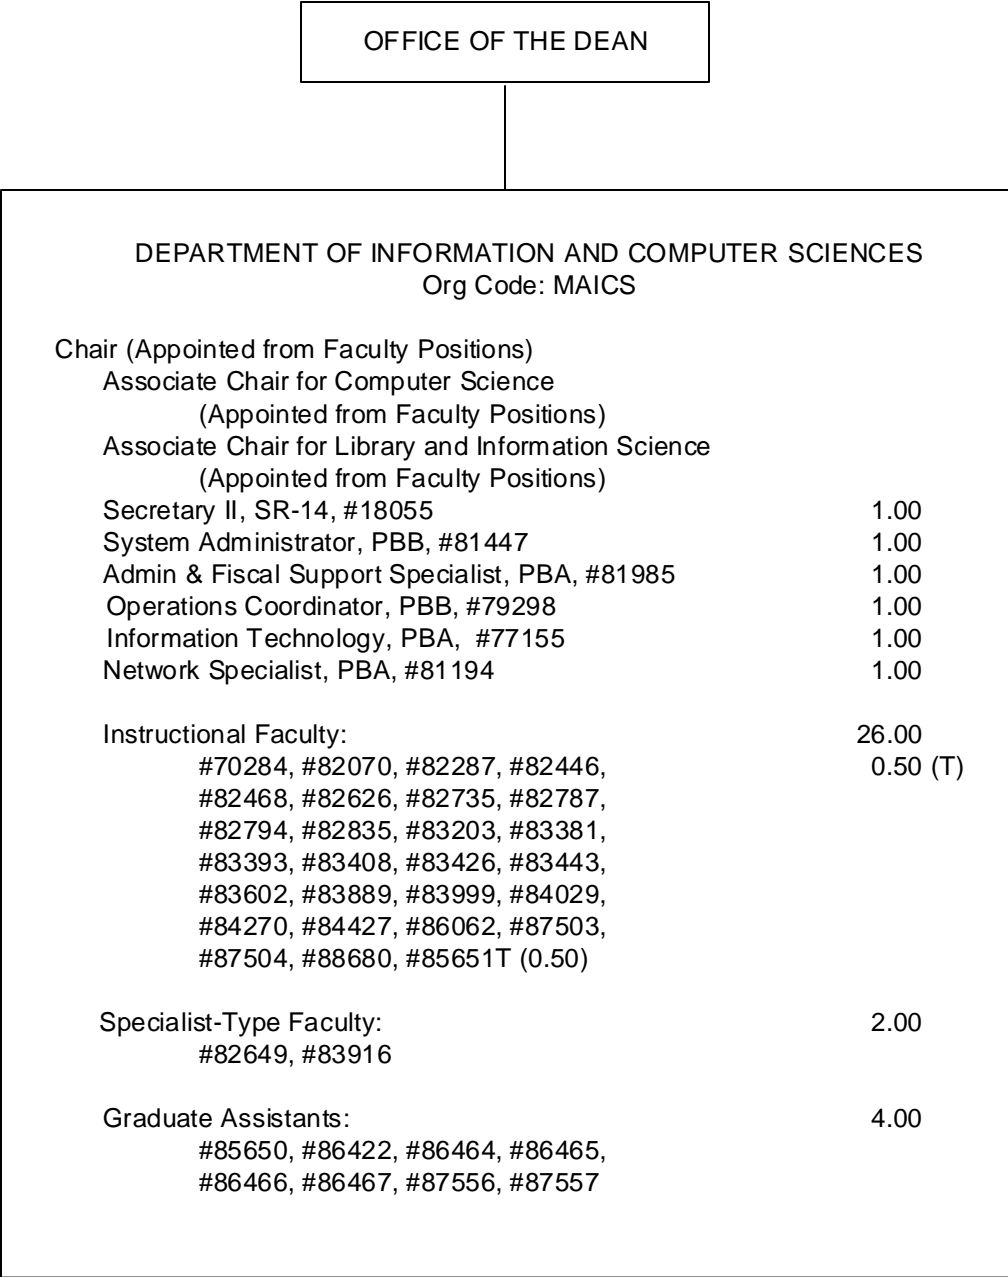 OFFICE OF THE DEAN
DEPARTMENT OF INFORMATION AND COMPUTER SCIENCES
Org Code: MAICS
Chair (Appointed from Faculty Positions)
Associate Chair for Computer Science
(Appointed from Faculty Positions)
Associate Chair for Library and Information Science
(Appointed from Faculty Positions)
Secretary II, SR-14, #18055 1.00
System Administrator, PBB, #81447 1.00
Admin & Fiscal Support Specialist, PBA, #81985 1.00
Operations Coordinator, PBB, #79298 1.00
Information Technology, PBA, #77155 1.00
Network Specialist, PBA, #81194 1.00
Instructional Faculty: 26.00
#70284, #82070, #82287, #82446, 0.50 (T)
#82468, #82626, #82735, #82787,
#82794, #82835, #83203, #83381,
#83393, #83408, #83426, #83443,
#83602, #83889, #83999, #84029,
#84270, #84427, #86062, #87503,
#87504, #88680, #85651T (0.50)
Specialist-Type Faculty: 2.00
#82649, #83916
Graduate Assistants: 4.00
#85650, #86422, #86464, #86465,
#86466, #86467, #87556, #87557